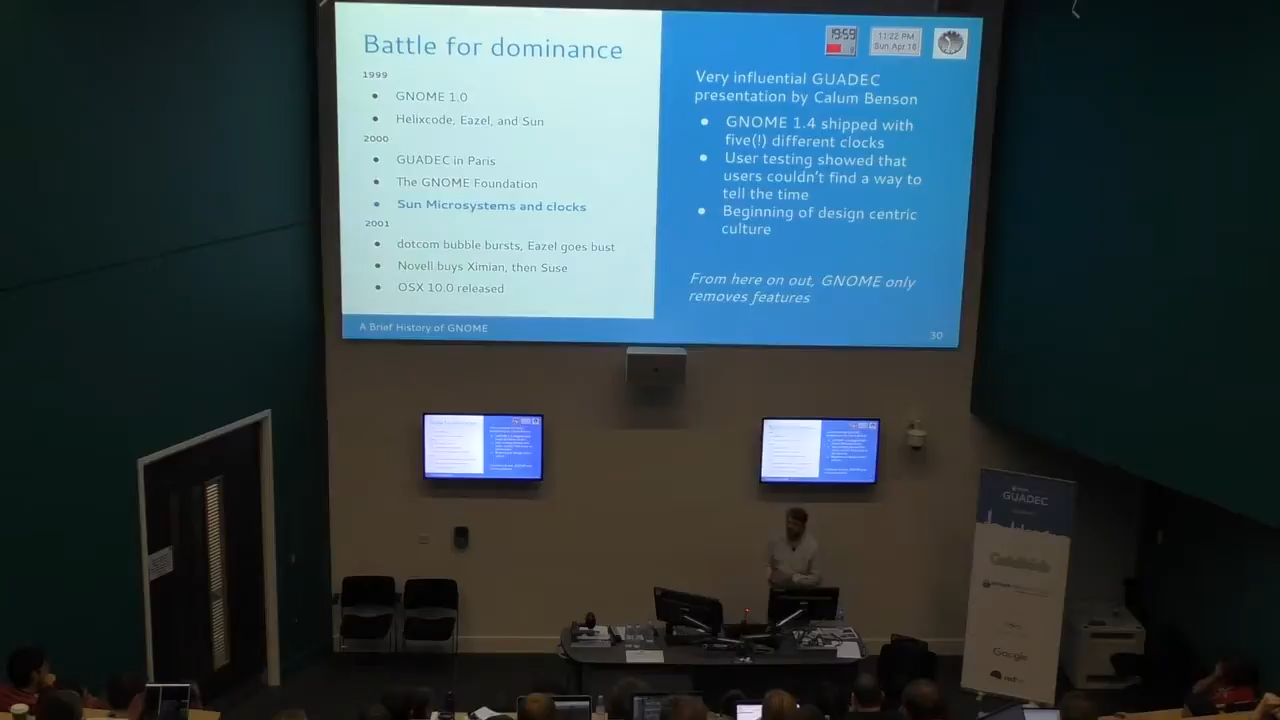 Battle for dominance
1999
GNOME 1.0
Helixcode, Eazel, and Sun
2000
GUADEC in Paris
The GNOME Foundation
Sun Microsystems and clocks
2001
dotcom bubble bursts, Eazel goes bust
Novell buys Ximian, then Suse
OSX 10.0 released
A Brief History of GNOME
19:59
11:22 PM
Sun Apr 18
Very influential GUADEC
presentation by Calum Benson
GNOME 1.4 shipped with
five(!) different clocks
User testing showed that
users couldn't find a way to
tell the time
Beginning of design centric
culture
From here on out, GNOME only
removes features
30
GUADEC
Google